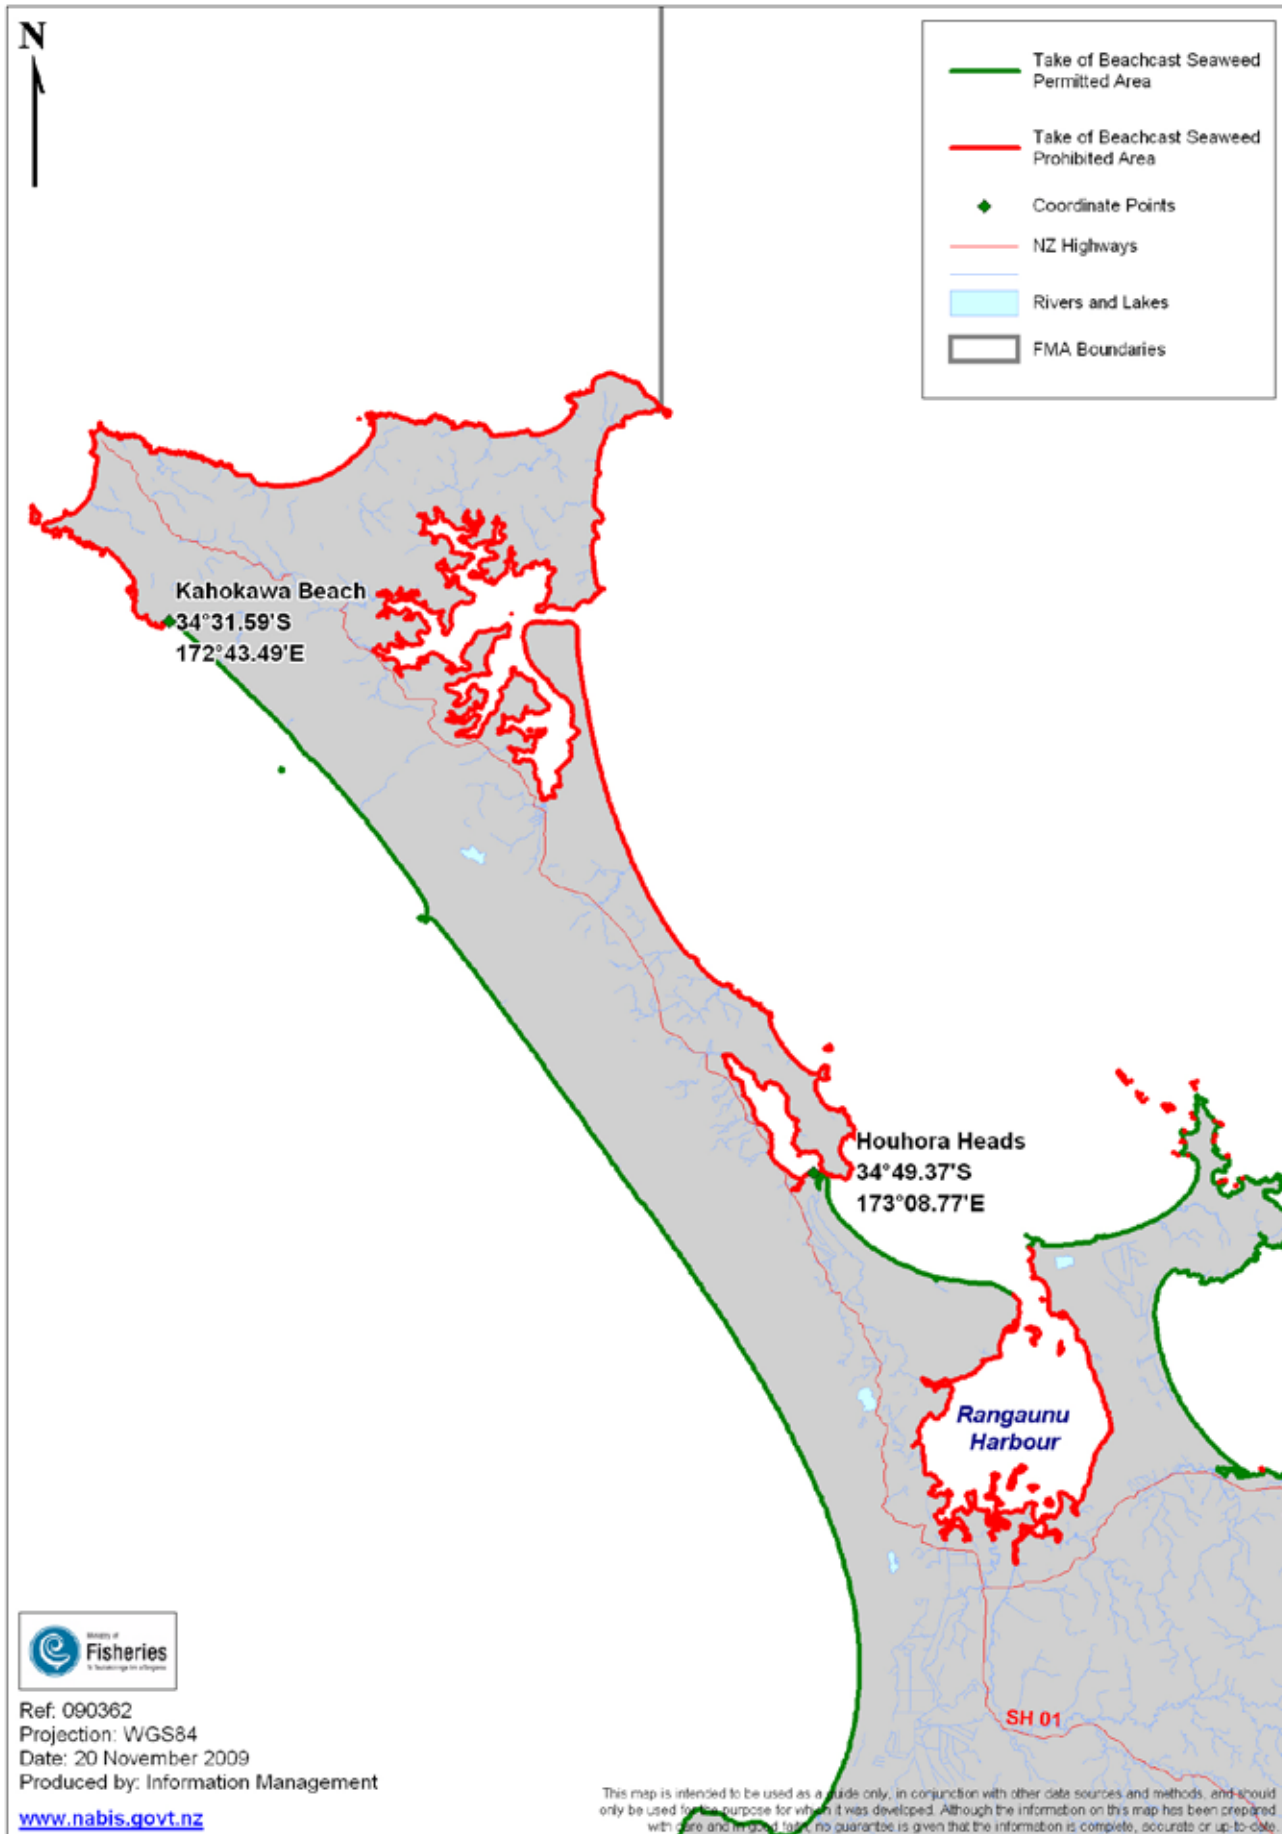 N
Take of Beachcast Seaweed
Permitted Area
Take of Beachcast Seaweed
Prohibited Area
Coordinate Points
NZ Highways
Rivers and Lakes
FMA Boundaries
Kahokawa Beach
34°31.59'S
172°43.49'E
Houhora Heads
34°49.37'S
173°08.77'E
Rangaunu
Harbour
SH 01
Ministry of
Fisheries
Ref: 090362
Projection: WGS84
Date: 20 November 2009
Produced by: Information Management
www.nabis.govt.nz
This map is intended to be used as a guide only, in conjunction with other data sources and methods, and should
only be used for the purpose for which it was developed. Although the information on this map has been prepared
with care and in good faith, no guarantee is given that the information is complete, accurate or up-to-date.